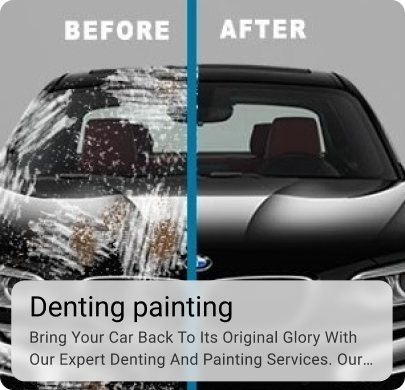 BEFORE AFTER
Denting painting
Bring Your Car Back To Its Original Glory With
Our Expert Denting And Painting Services. Our...